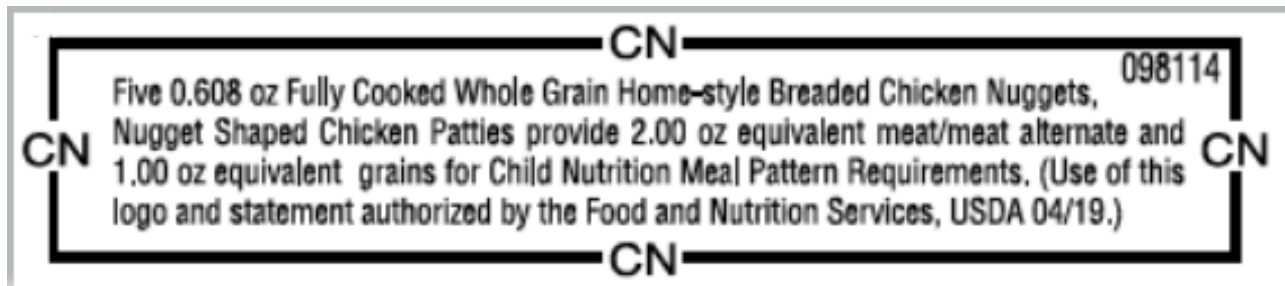 CN
098114
Five 0.608 oz Fully Cooked Whole Grain Home-style Breaded Chicken Nuggets,
Nugget Shaped Chicken Patties provide 2.00 oz equivalent meat/meat alternate and
CN CN
1.00 oz equivalent grains for Child Nutrition Meal Pattern Requirements. (Use of this
logo and statement authorized by the Food and Nutrition Services, USDA 04/19.)
CN